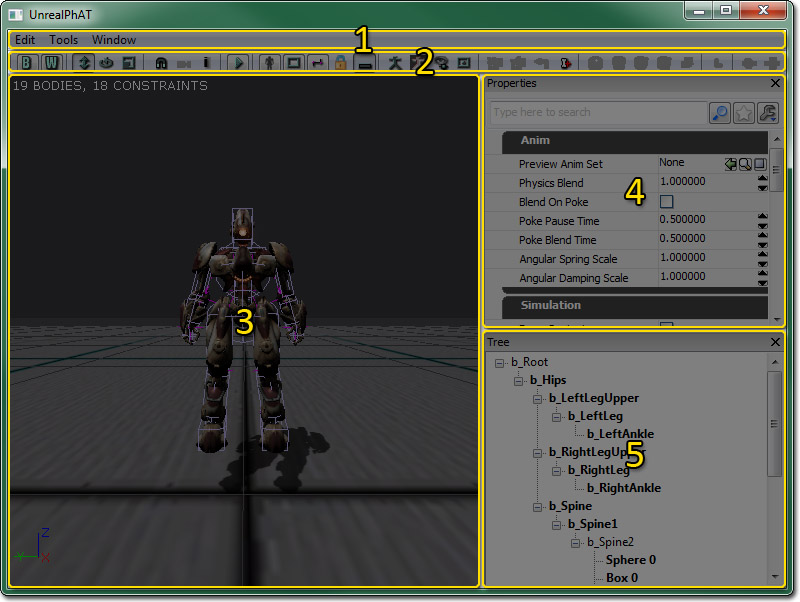 UnrealPhAT
Edit Tools Window
1
B W
2
19 BODIES, 18 CONSTRAINTS
3
Z
Y X
Properties
Type here to search
Anim
Preview Anim Set None
Physics Blend 1.000000
4
Blend On Poke
Poke Pause Time 0.500000
Poke Blend Time 0.500000
Angular Spring Scale 1.000000
Angular Damping Scale 1.000000
Simulation
Tree
b_Root
b_Hips
b_LeftLegUpper
b_LeftLeg
b_LeftAnkle
b_RightLegUpper
5
b_RightLeg
b_RightAnkle
b_Spine
b_Spine1
b_Spine2
Sphere 0
Box 0